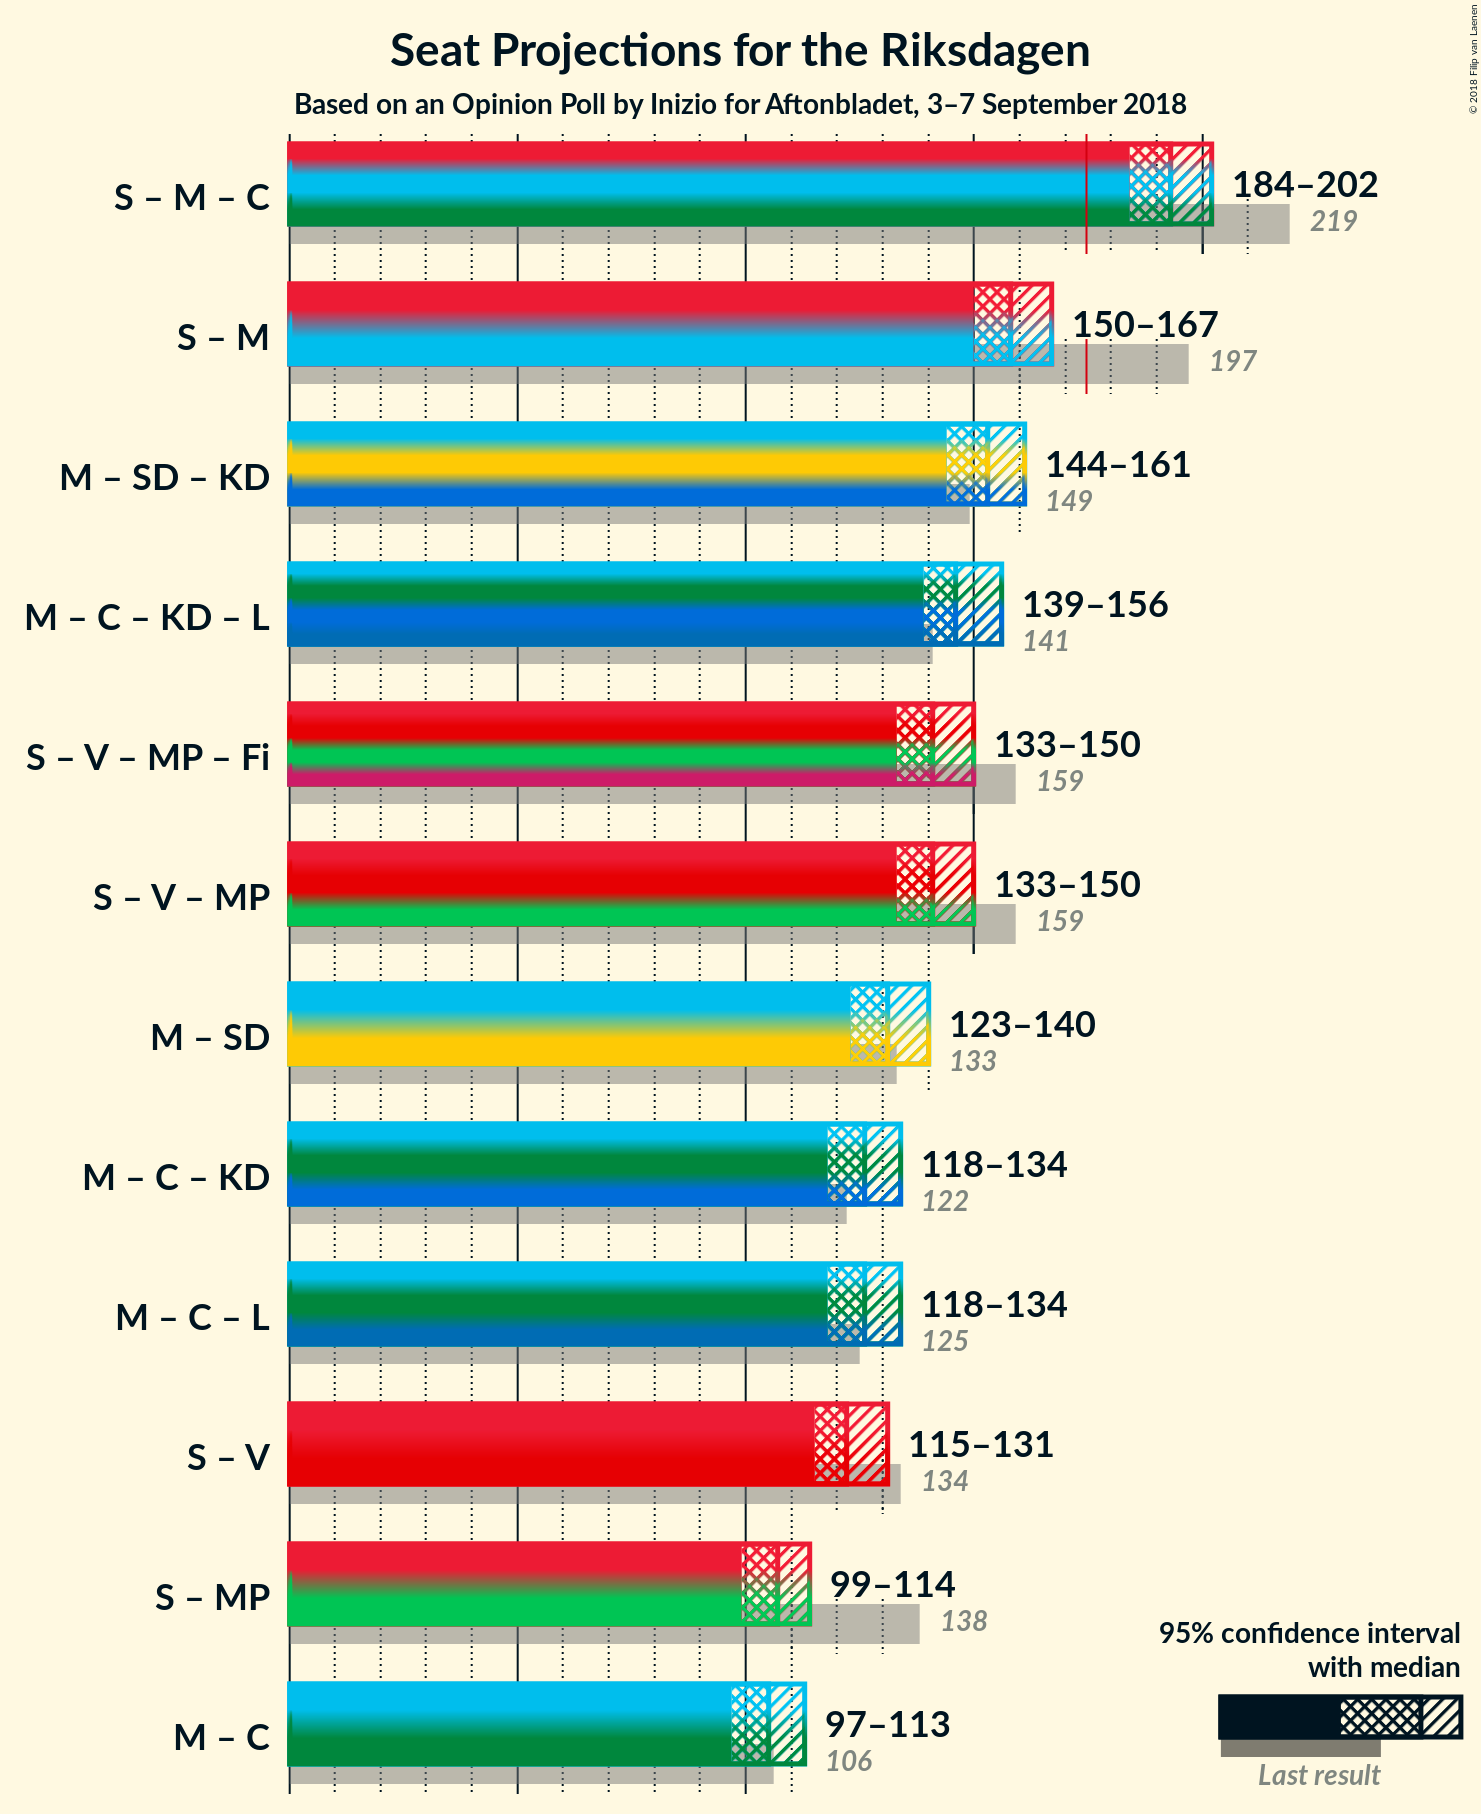 © 2018 Filip van Laenen
Seat Projections for the Riksdagen
Based on an Opinion Poll by Inizio for Aftonbladet, 3–7 September 2018
S – M – C
184–202
219
S – M
150–167
197
M – SD – KD
144–161
149
M – C – KD – L
139–156
141
S – V – MP – Fi
133–150
159
S – V – MP
133–150
159
M – SD
123–140
133
M – C – KD
118–134
122
M – C – L
118–134
125
S – V
115–131
134
S – MP
99–114
138
M – C
97–113
106
95% confidence interval
with median
Last result